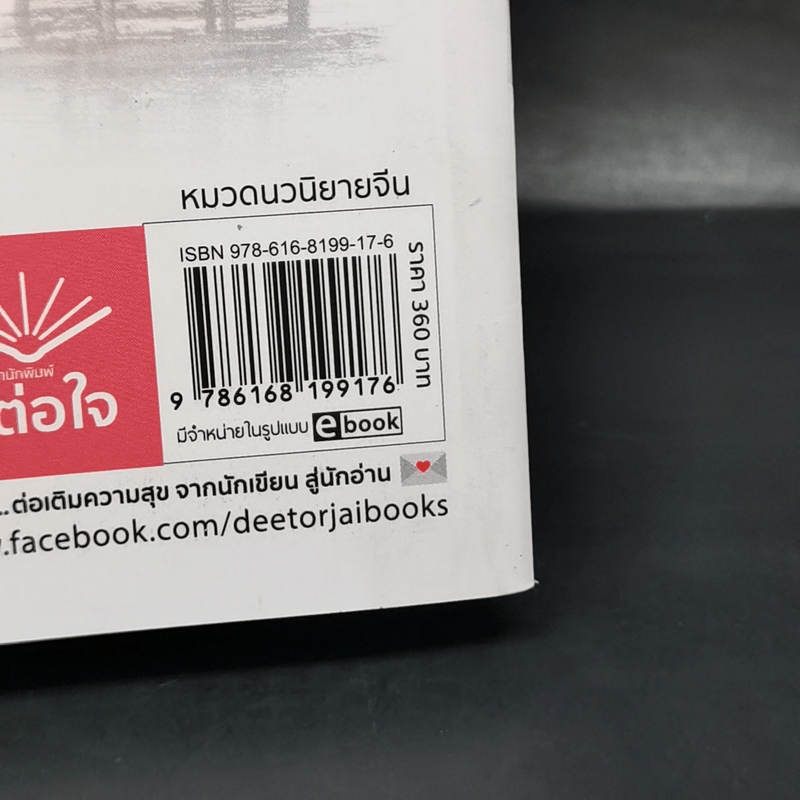 หมวดนวนิยายจีน
ISBN 978-616-8199-17-6
9 786168 199176
ราคา 360 บาท
มีจำหน่ายในรูปแบบ ebook
นักพิมพ์
ต่อใจ
..ต่อเติมความสุข จากนักเขียน สู่นักอ่าน
.facebook.com/deetorjaibooks